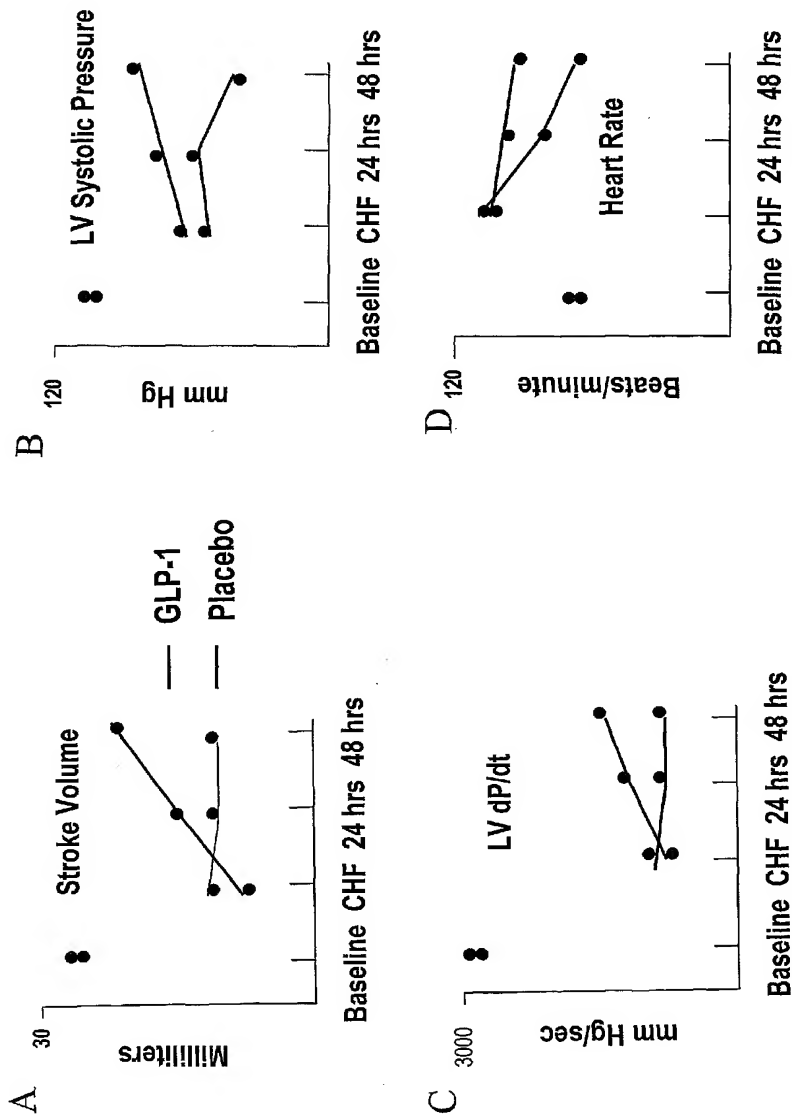 A
Stroke Volume
30
Milliliters
Baseline CHF 24 hrs 48 hrs
GLP-1
Placebo
B
LV Systolic Pressure
120
mm Hg
Baseline CHF 24 hrs 48 hrs
C
LV dP/dt
3000
mm Hg/sec
Baseline CHF 24 hrs 48 hrs
D
Heart Rate
120
Beats/minute
Baseline CHF 24 hrs 48 hrs